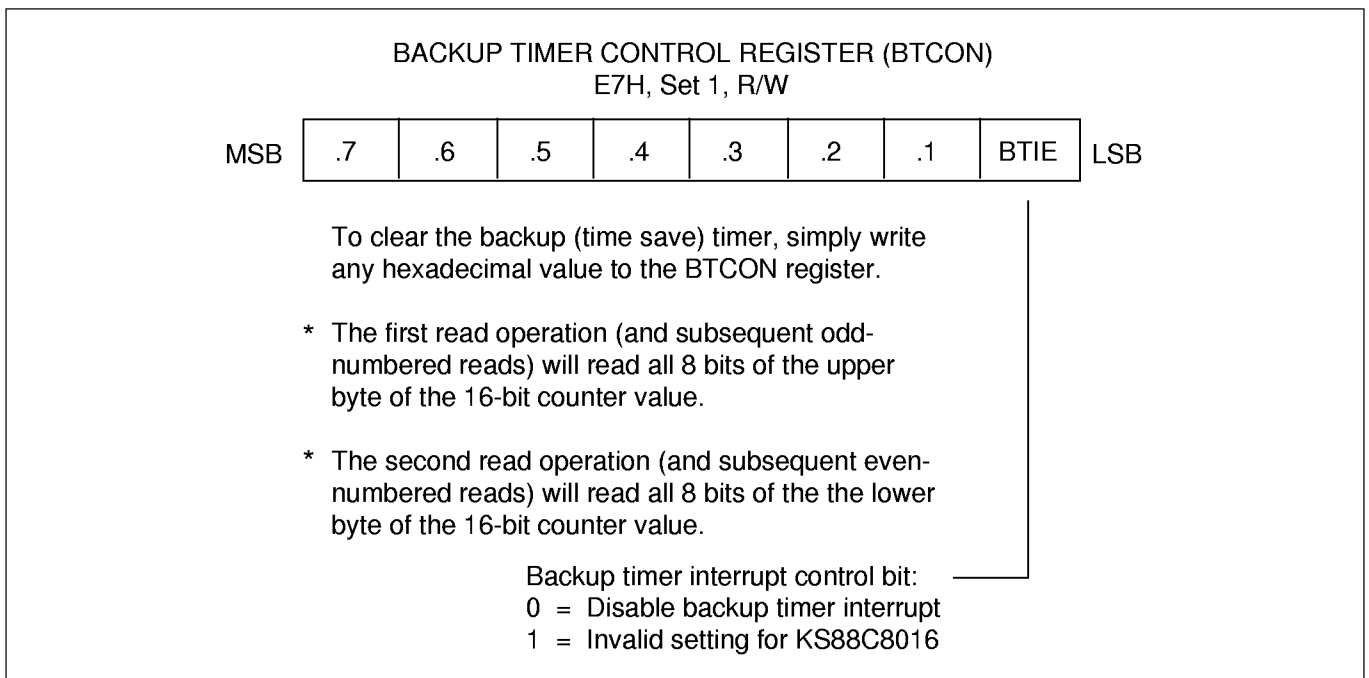 BACKUP TIMER CONTROL REGISTER (BTCON)
E7H, Set 1, R/W
MSB .7 .6 .5 .4 .3 .2 .1 BTIE LSB
To clear the backup (time save) timer, simply write
any hexadecimal value to the BTCON register.
* The first read operation (and subsequent odd-
numbered reads) will read all 8 bits of the upper
byte of the 16-bit counter value.
* The second read operation (and subsequent even-
numbered reads) will read all 8 bits of the the lower
byte of the 16-bit counter value.
Backup timer interrupt control bit:
0 = Disable backup timer interrupt
1 = Invalid setting for KS88C8016